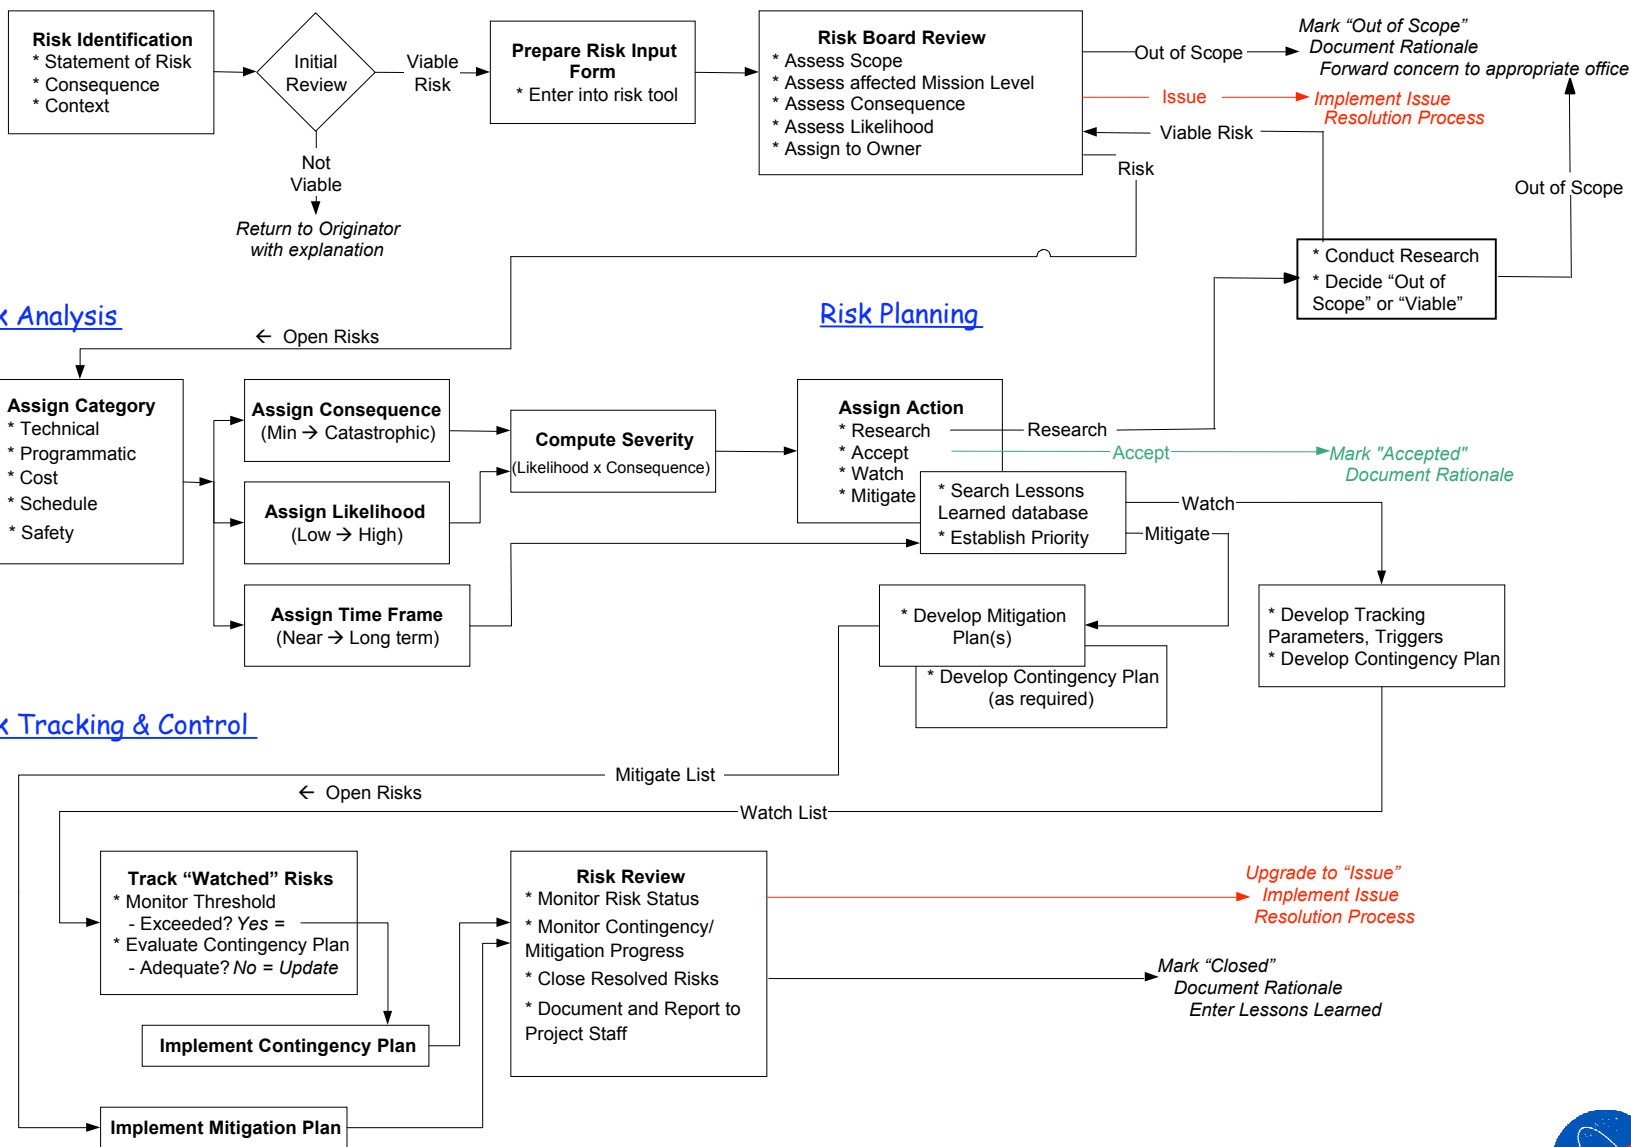 Risk Identification
* Statement of Risk
* Consequence
* Context
Initial
Review
Viable
Risk
Not
Viable
Return to Originator
with explanation
Prepare Risk Input
Form
* Enter into risk tool
Risk Board Review
* Assess Scope
* Assess affected Mission Level
* Assess Consequence
* Assess Likelihood
* Assign to Owner
Out of Scope
Mark “Out of Scope”
Document Rationale
Forward concern to appropriate office
Issue
Implement Issue
Resolution Process
Viable Risk
Risk
Out of Scope
* Conduct Research
* Decide “Out of
Scope” or “Viable”
k Analysis
← Open Risks
Risk Planning
Assign Category
* Technical
* Programmatic
* Cost
* Schedule
* Safety
Assign Consequence
(Min → Catastrophic)
Assign Likelihood
(Low → High)
Assign Time Frame
(Near → Long term)
Compute Severity
(Likelihood x Consequence)
Assign Action
* Research
* Accept
* Watch
* Mitigate
Research
Accept
Mark "Accepted"
Document Rationale
* Search Lessons
Learned database
* Establish Priority
Watch
Mitigate
* Develop Mitigation
Plan(s)
* Develop Contingency Plan
(as required)
* Develop Tracking
Parameters, Triggers
* Develop Contingency Plan
k Tracking & Control
Mitigate List
← Open Risks
Watch List
Track “Watched” Risks
* Monitor Threshold
- Exceeded? Yes =
* Evaluate Contingency Plan
- Adequate? No = Update
Implement Contingency Plan
Implement Mitigation Plan
Risk Review
* Monitor Risk Status
* Monitor Contingency/
Mitigation Progress
* Close Resolved Risks
* Document and Report to
Project Staff
Upgrade to “Issue”
Implement Issue
Resolution Process
Mark “Closed”
Document Rationale
Enter Lessons Learned